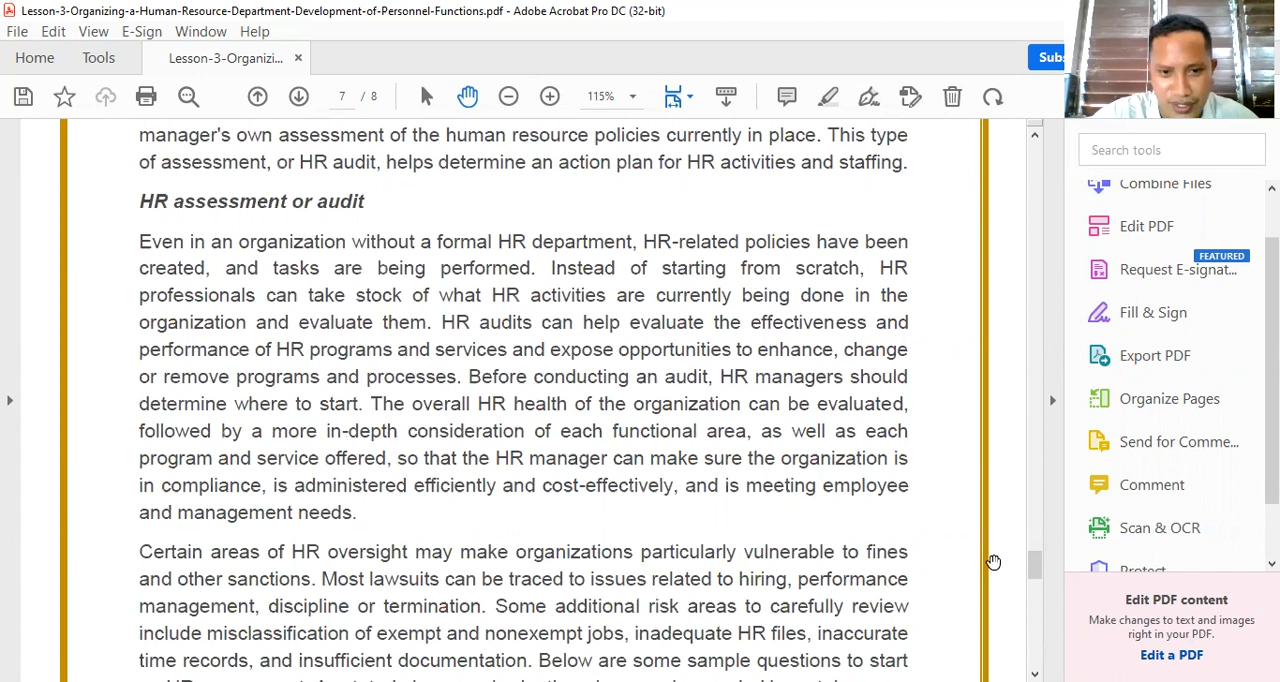 Lesson-3-Organizing-a-Human-Resource-Department-Development-of-Personnel-Functions.pdf - Adobe Acrobat Pro DC (32-bit)
File Edit View E-Sign Window Help
Home Tools Lesson-3-Organizi... ×
7 / 8 115%
Search tools
manager's own assessment of the human resource policies currently in place. This type
of assessment, or HR audit, helps determine an action plan for HR activities and staffing.
HR assessment or audit
Even in an organization without a formal HR department, HR-related policies have been
created, and tasks are being performed. Instead of starting from scratch, HR
professionals can take stock of what HR activities are currently being done in the
organization and evaluate them. HR audits can help evaluate the effectiveness and
performance of HR programs and services and expose opportunities to enhance, change
or remove programs and processes. Before conducting an audit, HR managers should
determine where to start. The overall HR health of the organization can be evaluated,
followed by a more in-depth consideration of each functional area, as well as each
program and service offered, so that the HR manager can make sure the organization is
in compliance, is administered efficiently and cost-effectively, and is meeting employee
and management needs.
Certain areas of HR oversight may make organizations particularly vulnerable to fines
and other sanctions. Most lawsuits can be traced to issues related to hiring, performance
management, discipline or termination. Some additional risk areas to carefully review
include misclassification of exempt and nonexempt jobs, inadequate HR files, inaccurate
time records, and insufficient documentation. Below are some sample questions to start
Combine Files
Edit PDF
FEATURED
Request E-signat...
Fill & Sign
Export PDF
Organize Pages
Send for Comme...
Comment
Scan & OCR
Protect
Edit PDF content
Make changes to text and images
right in your PDF.
Edit a PDF